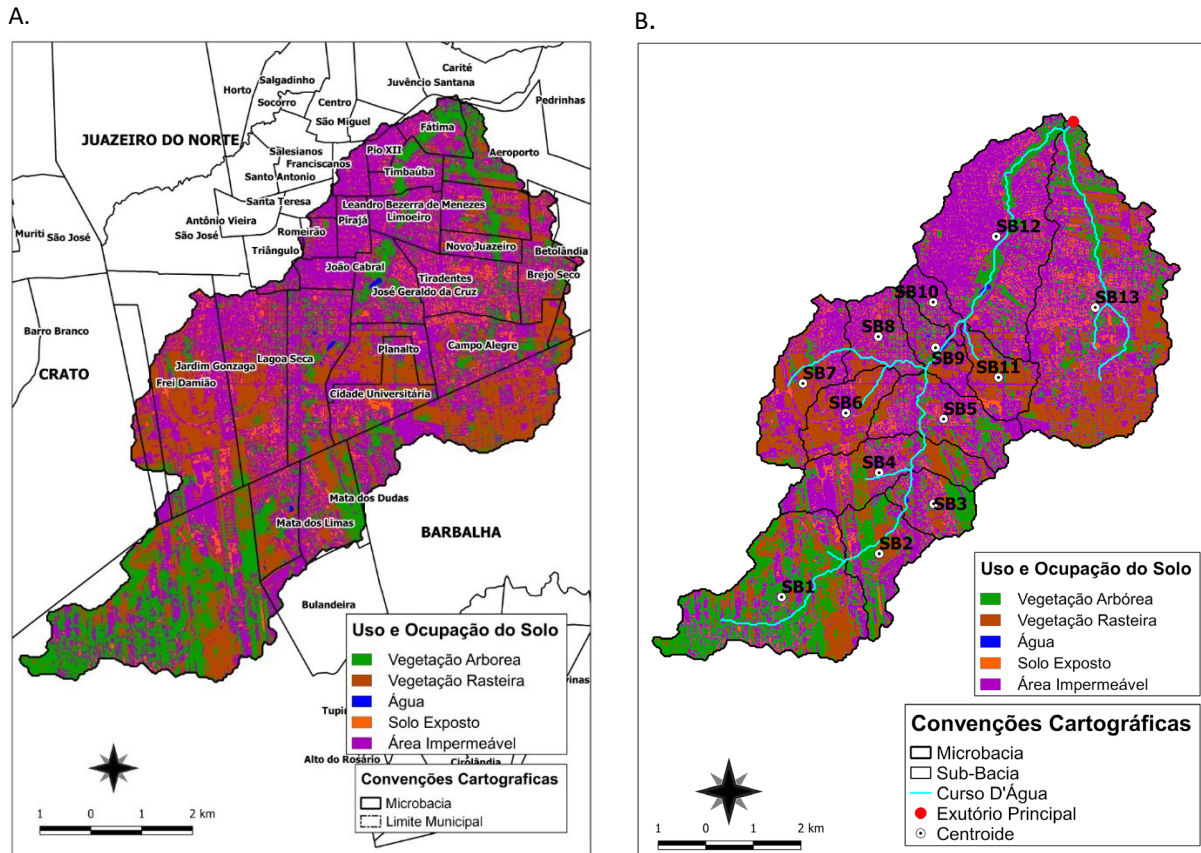 A.
Carité
Salgadinho
Juvêncio Santana
Horto
Socorro
Centro
Pedrinhas
São Miguel
Fátima
JUAZEIRO DO NORTE
Salesianos
Pio XII
Aeroporto
Franciscanos
Timbaúba
Santo Antonio
Santa Teresa
Leandro Bezerra de Menezes
Antônio Vieira
Pirajá
Limoeiro
Muriti
São José
São José
Romeirão
Triângulo
Novo Juazeiro
Betolândia
João Cabral
Tiradentes
Brejo Seco
José Geraldo da Cruz
Barro Branco
Lagoa Seca
Planalto
Campo Alegre
Jardim Gonzaga
CRATO
Frei Damião
Cidade Universitária
Mata dos Dudas
Mata dos Limas
BARBALHA
Bulandeira
Uso e Ocupação do Solo
Vegetação Arborea
Vegetação Rasteira
Água
Solo Exposto
Área Impermeável
vinas
Tupir
Alto do Rosário
Cirolândia
Convenções Cartograficas
Microbacia
Limite Municipal
1 0 1 2 km
B.
SB12
SB10
SB13
SB8
SB9
SB7
SB11
SB6
SB5
SB4
SB3
SB2
SB1
Uso e Ocupação do Solo
Vegetação Arbórea
Vegetação Rasteira
Água
Solo Exposto
Área Impermeável
Convenções Cartográficas
Microbacia
Sub-Bacia
Curso D'Água
Exutório Principal
Centroide
1 0 1 2 km